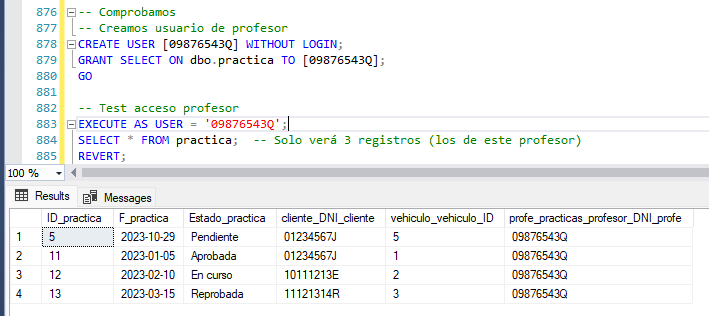 876 -- Comprobamos
877 -- Creamos usuario de profesor
878 CREATE USER [09876543Q] WITHOUT LOGIN;
879 GRANT SELECT ON dbo.practica TO [09876543Q];
880 GO
881
882 -- Test acceso profesor
883 EXECUTE AS USER = '09876543Q';
884 SELECT * FROM practica;  -- Solo verá 3 registros (los de este profesor)
885 REVERT;
100 %
Results Messages
ID_practica F_practica Estado_practica cliente_DNI_cliente vehiculo_vehiculo_ID profe_practicas_profesor_DNI_profe
1 5 2023-10-29 Pendiente 01234567J 5 09876543Q
2 11 2023-01-05 Aprobada 01234567J 1 09876543Q
3 12 2023-02-10 En curso 10111213E 2 09876543Q
4 13 2023-03-15 Reprobada 11121314R 3 09876543Q